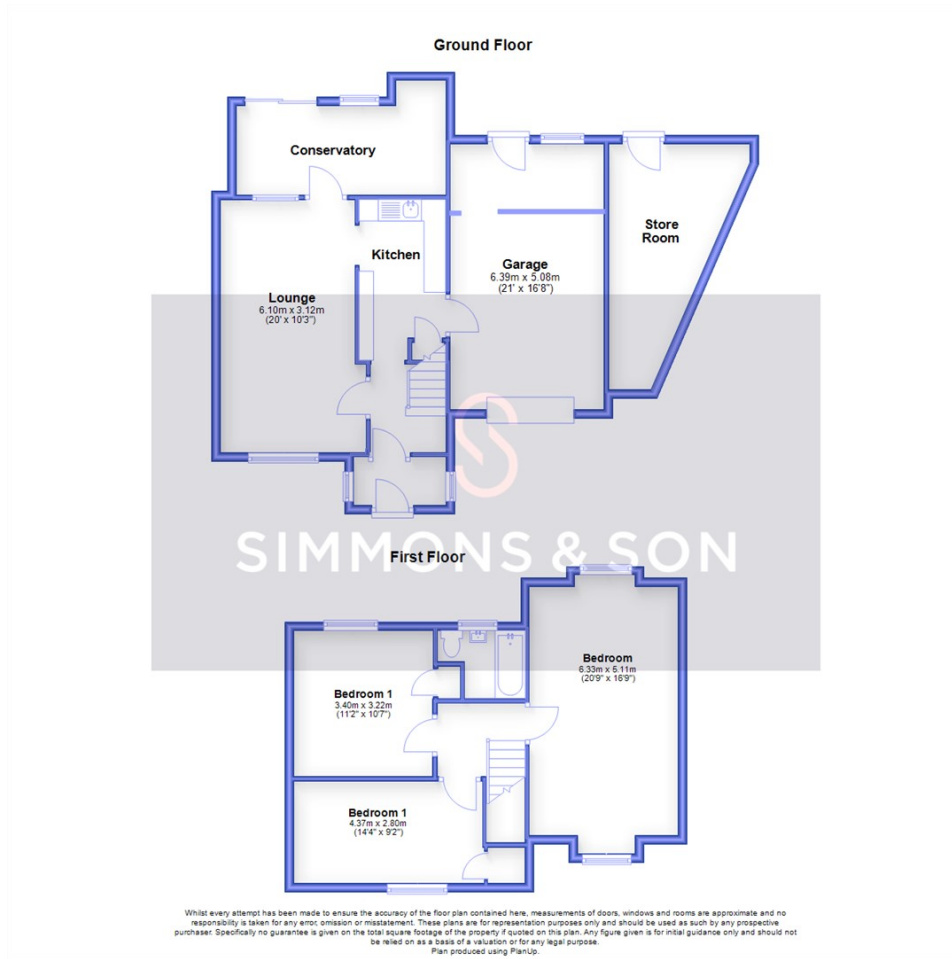 Ground Floor
Conservatory
Kitchen
Store
Room
Garage
6.39m x 5.08m
(21' x 16'8")
Lounge
6.10m x 3.12m
(20' x 10'3")
SIMMONS & SON
First Floor
Bedroom
6.33m x 5.11m
(20'9" x 16'9")
Bedroom 1
3.40m x 3.22m
(11'2" x 10'7")
Bedroom 1
4.37m x 2.80m
(14'4" x 9'2")
Whilst every attempt has been made to ensure the accuracy of the floor plan contained here, measurements of doors, windows and rooms are approximate and no
responsibility is taken for any error, omission or misstatement. These plans are for representation purposes only and should be used as such by any prospective
purchaser. Specifically no guarantee is given on the total square footage of the property if quoted on this plan. Any figure given is for initial guidance only and should not
be relied on as a basis of a valuation or for any legal purpose.
Plan produced using PlanUp.